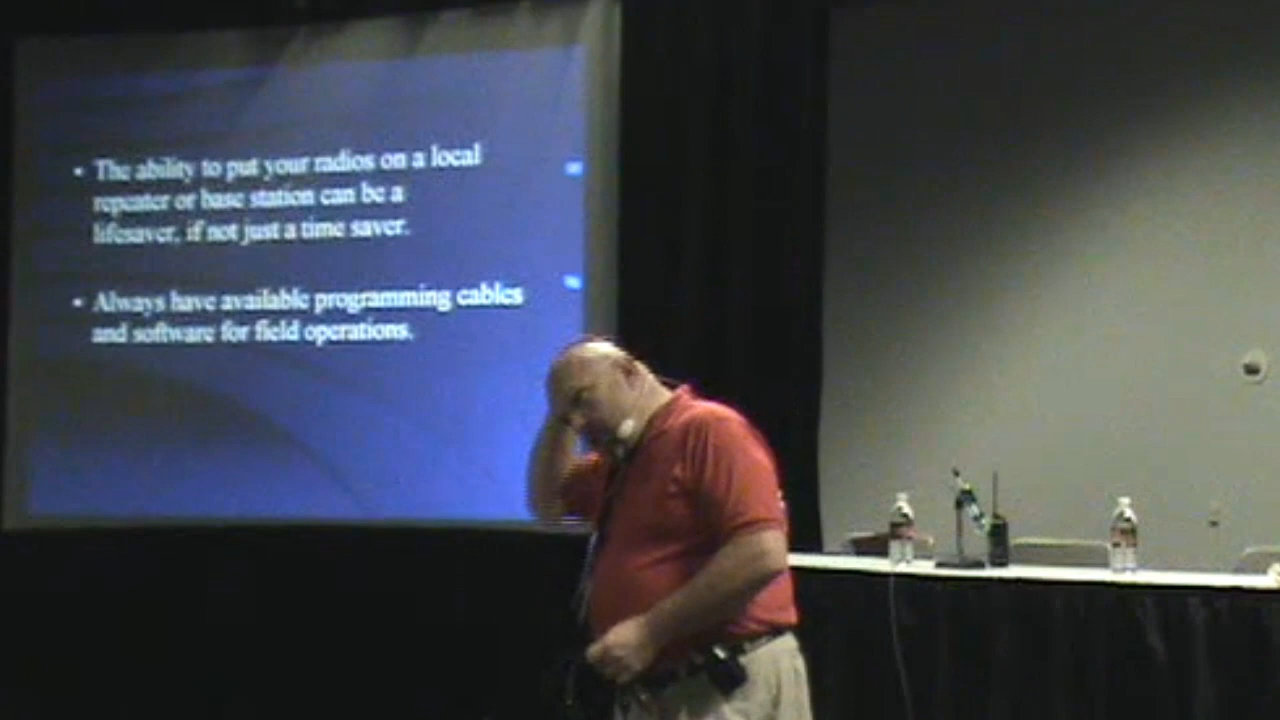 • The ability to put your radios on a local
repeater or base station can be a
lifesaver, if not just a time saver.
• Always have available programming cables
and software for field operations.